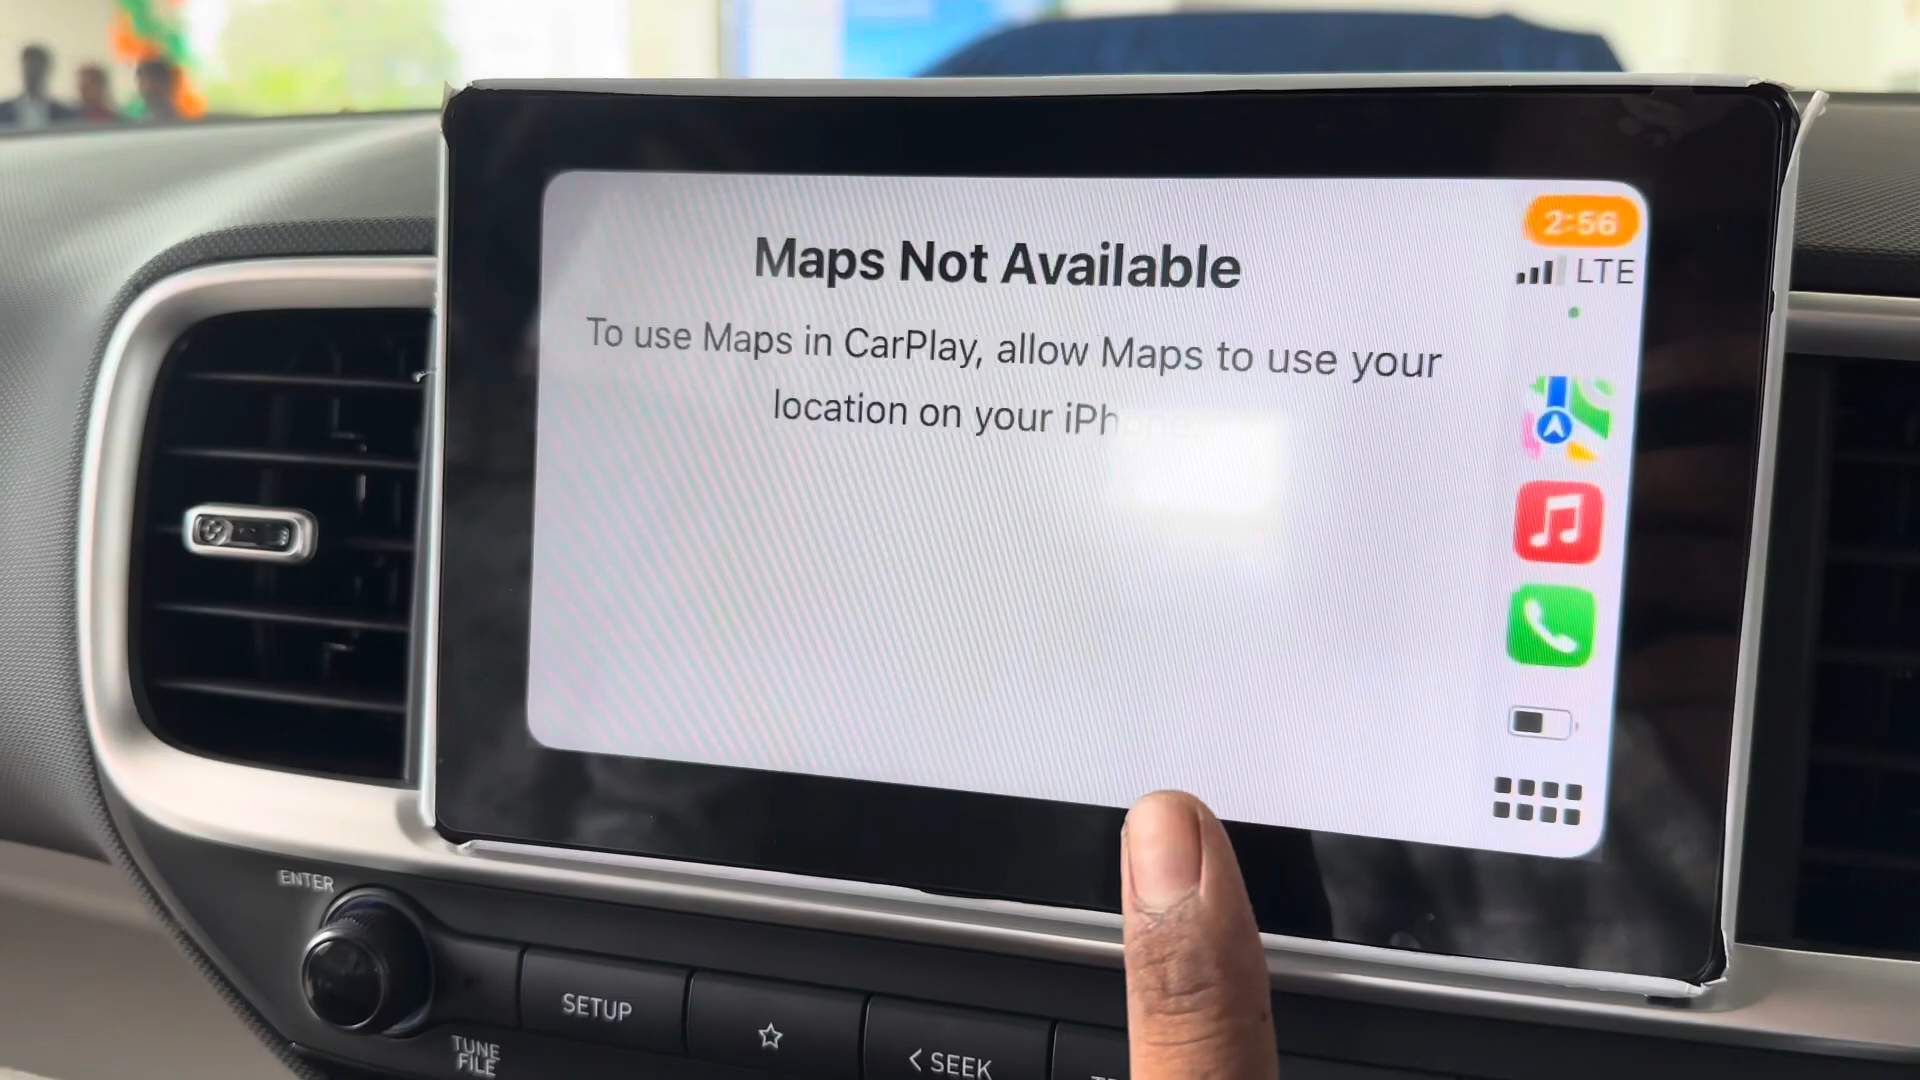 Maps Not Available
To use Maps in CarPlay, allow Maps to use your
location on your iPhone.
2:56
LTE
ENTER
SETUP
TUNE
FILE
< SEEK